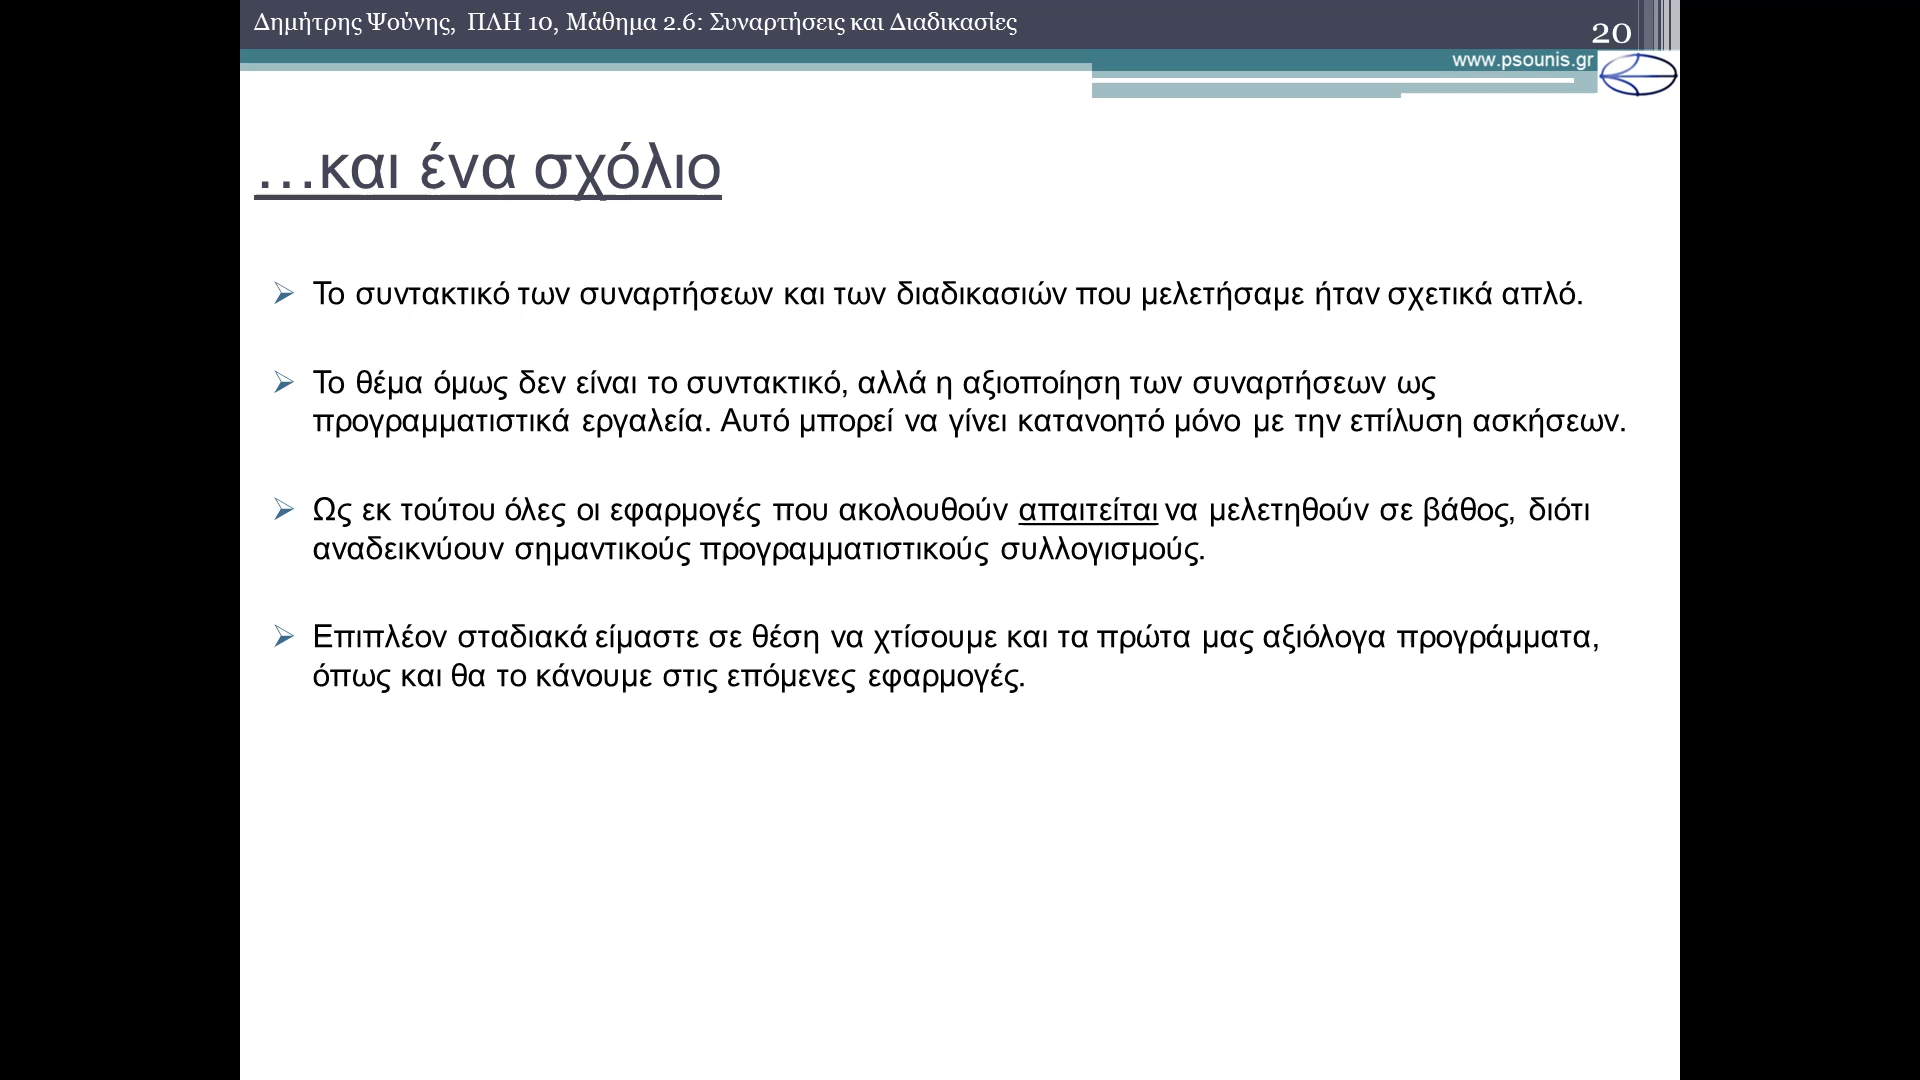 Δημήτρης Ψούνης, ΠΛΗ 10, Μάθημα 2.6: Συναρτήσεις και Διαδικασίες
20
www.psounis.gr
…και ένα σχόλιο
Το συντακτικό των συναρτήσεων και των διαδικασιών που μελετήσαμε ήταν σχετικά απλό.
Το θέμα όμως δεν είναι το συντακτικό, αλλά η αξιοποίηση των συναρτήσεων ως
προγραμματιστικά εργαλεία. Αυτό μπορεί να γίνει κατανοητό μόνο με την επίλυση ασκήσεων.
Ως εκ τούτου όλες οι εφαρμογές που ακολουθούν απαιτείται να μελετηθούν σε βάθος, διότι
αναδεικνύουν σημαντικούς προγραμματιστικούς συλλογισμούς.
Επιπλέον σταδιακά είμαστε σε θέση να χτίσουμε και τα πρώτα μας αξιόλογα προγράμματα,
όπως και θα το κάνουμε στις επόμενες εφαρμογές.